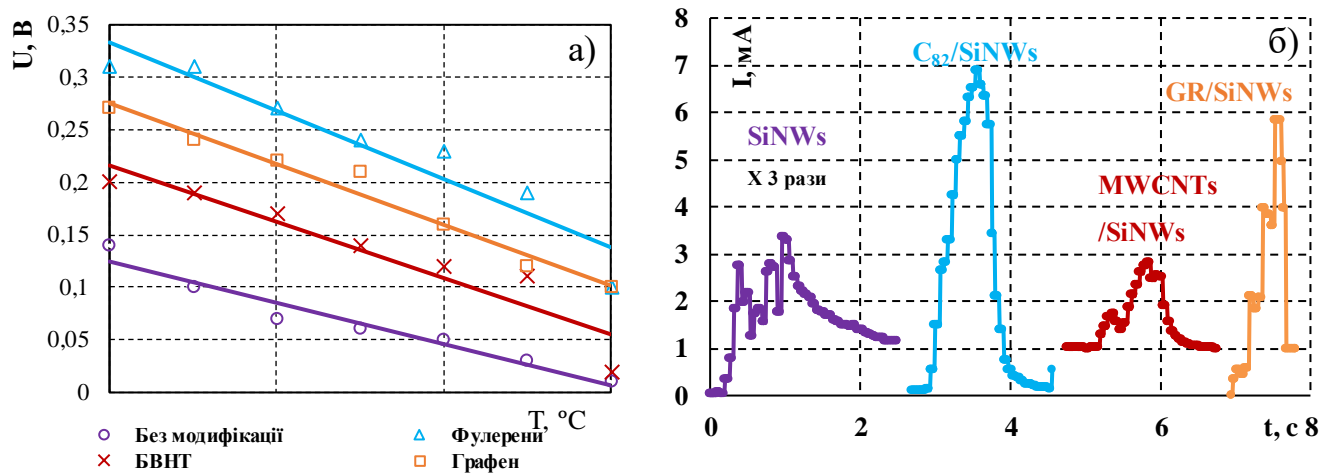 U, В
0,35
0,3
0,25
0,2
0,15
0,1
0,05
0
а)
T, °C
Без модифікації
Фулерени
БВНТ
Графен
I, мА
8
7
6
5
4
3
2
1
0
б)
C₈₂/SiNWs
GR/SiNWs
SiNWs
X 3 рази
MWCNTs
/SiNWs
0 2 4 6 t, c 8